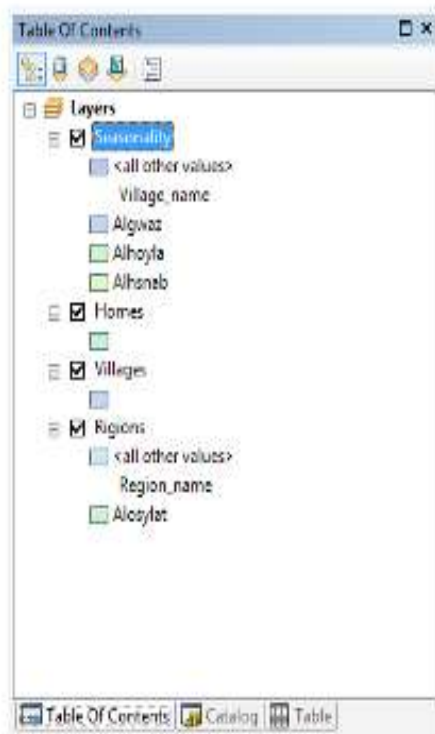 Table Of Contents
Layers
Seasonality
<all other values>
Village_name
Algwaz
Alhoyla
Alhsnab
Homes
Villages
Rigions
<all other values>
Region_name
Alosylat
Table Of Contents Catalog Table